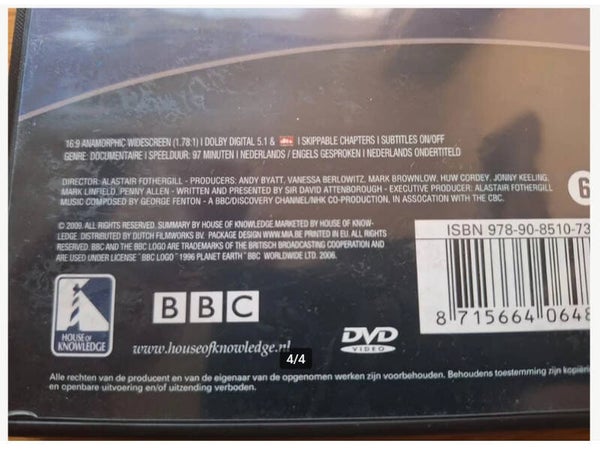 16:9 ANAMORPHIC WIDESCREEN (1.78:1) I DOLBY DIGITAL 5.1 & dts I SKIPPABLE CHAPTERS I SUBTITLES ON/OFF
GENRE: DOCUMENTAIRE I SPEELDUUR: 97 MINUTEN I NEDERLANDS / ENGELS GESPROKEN I NEDERLANDS ONDERTITELD
DIRECTOR: ALASTAIR FOTHERGILL - PRODUCERS: ANDY BYATT, VANESSA BERLOWITZ, MARK BROWNLOW, HUW CORDEY, JONNY KEELING,
MARK LINFIELD, PENNY ALLEN - WRITTEN AND PRESENTED BY SIR DAVID ATTENBOROUGH - EXECUTIVE PRODUCER: ALASTAIR FOTHERGILL
MUSIC COMPOSED BY GEORGE FENTON - A BBC/DISCOVERY CHANNEL/NHK CO-PRODUCTION. IN ASSOCATION WITH THE CBC.
6
© 2009. ALL RIGHTS RESERVED. SUMMARY BY HOUSE OF KNOWLEDGE MARKETED BY HOUSE OF KNOW-
LEDGE. DISTRIBUTED BY DUTCH FILMWORKS BV. PACKAGE DESIGN WWW.MIA.BE PRINTED IN EU. ALL RIGHTS
RESERVED. BBC AND THE BBC LOGO ARE TRADEMARKS OF THE BRITISCH BROADCASTING COOPERATION AND
ARE USED UNDER LICENSE ¨BBC LOGO ¨1996 PLANET EARTH¨ BBC WORLDWIDE LTD. 2006.
ISBN 978-90-8510-73
8 715664 0648
HOUSE OF
KNOWLEDGE
BBC
DVD
VIDEO
www.houseofknowledge.nl
4/4
Alle rechten van de producent en van de eigenaar van de opgenomen werken zijn voorbehouden. Behoudens toestemming zijn kopiëri
en openbare uitvoering en/of uitzending verboden.